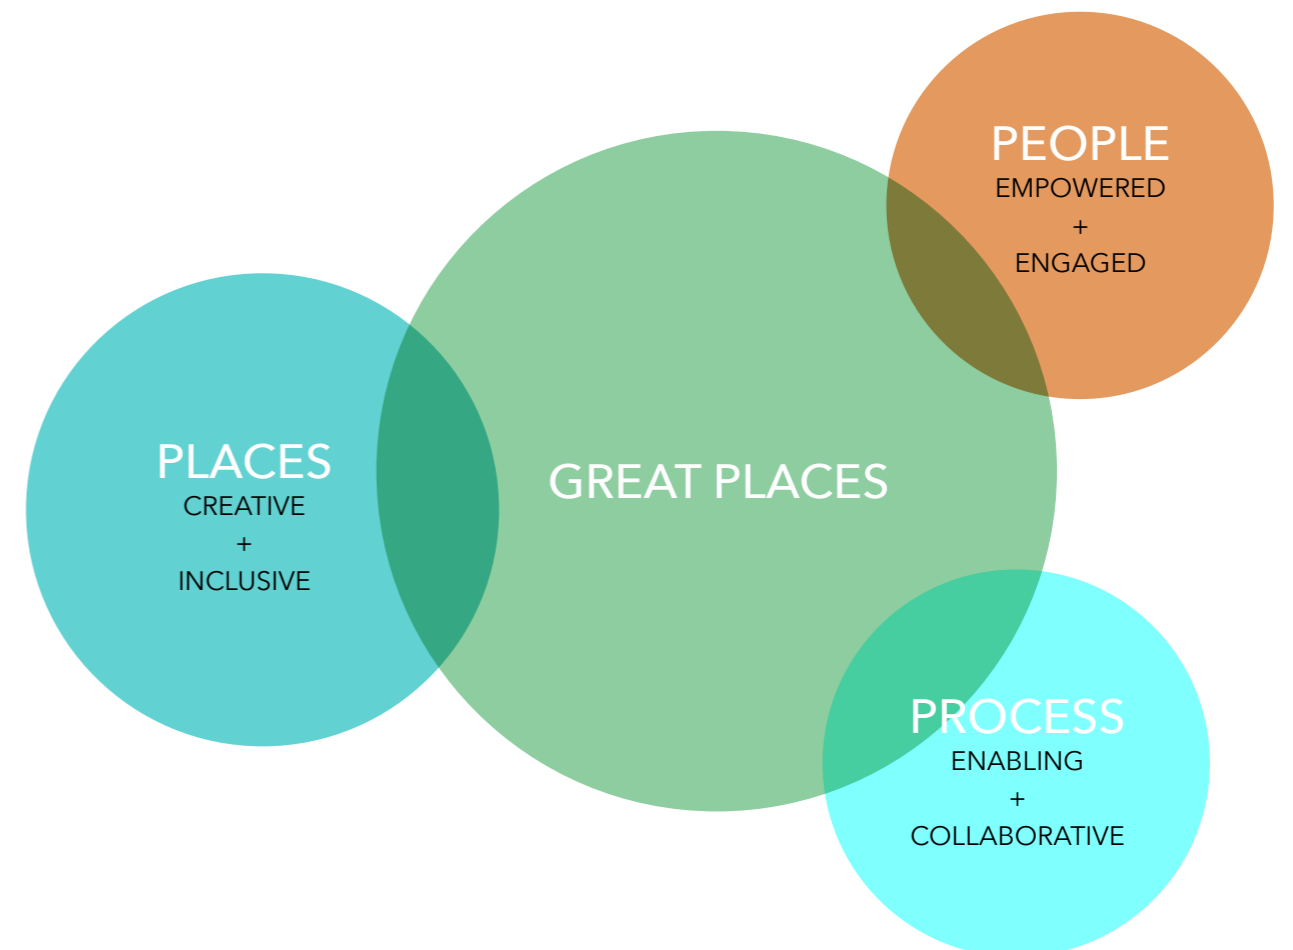 PEOPLE
EMPOWERED
+
ENGAGED
PLACES
CREATIVE
+
INCLUSIVE
GREAT PLACES
PROCESS
ENABLING
+
COLLABORATIVE